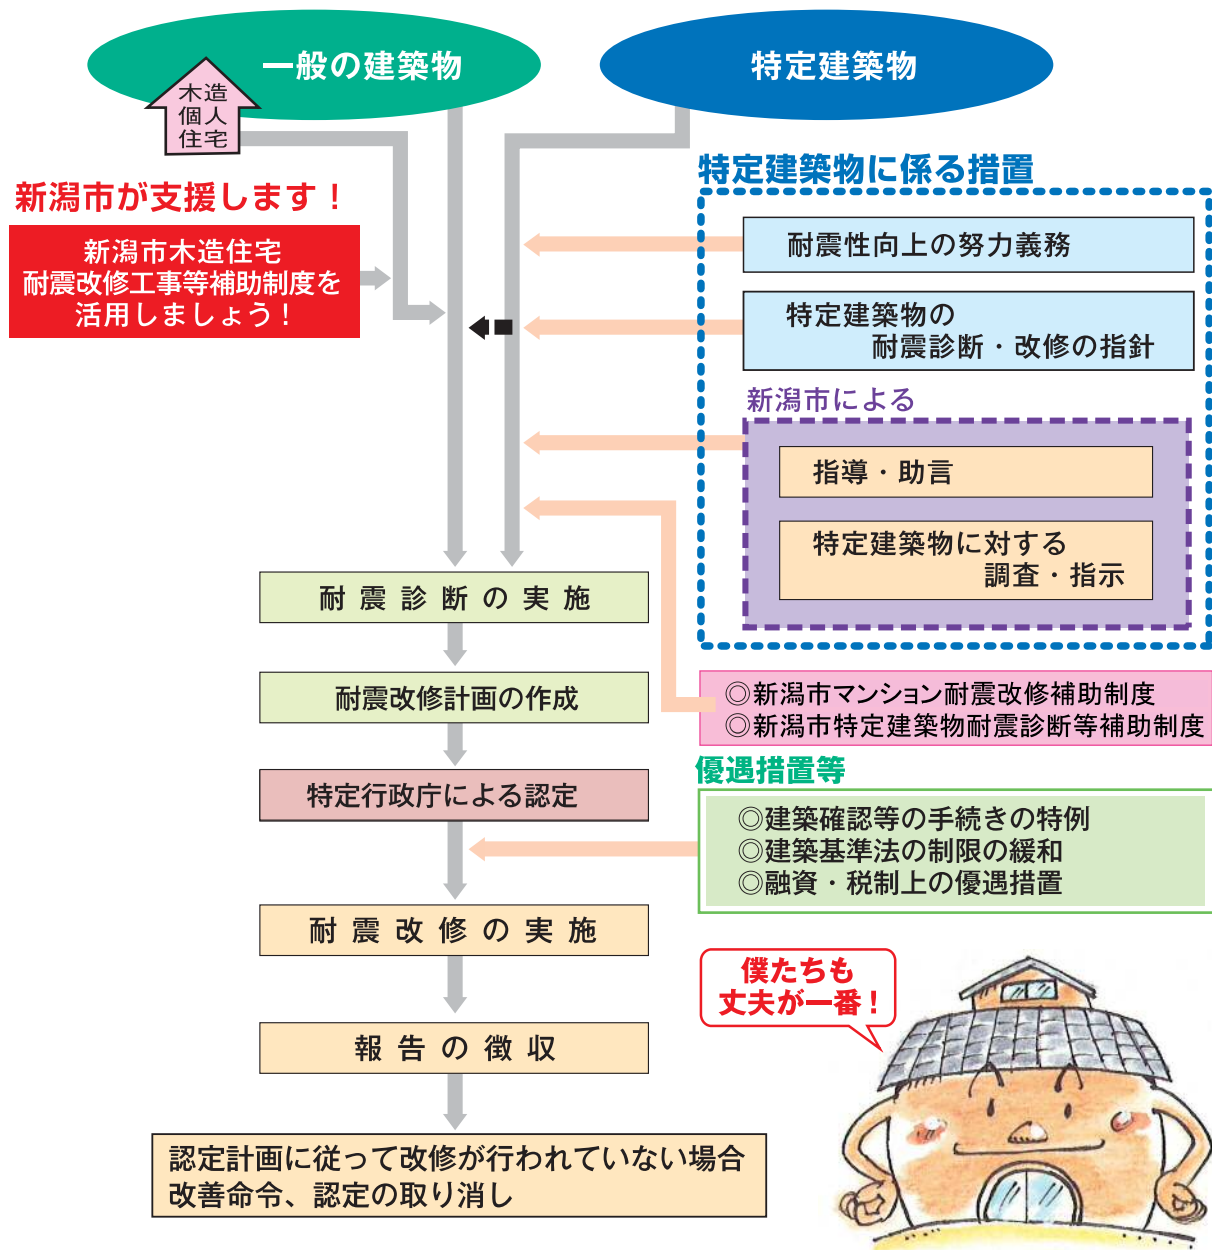 一般の建築物
特定建築物
木造
個人
住宅
新潟市が支援します！
新潟市木造住宅
耐震改修工事等補助制度を
活用しましょう！
特定建築物に係る措置
耐震性向上の努力義務
特定建築物の
耐震診断・改修の指針
新潟市による
指導・助言
特定建築物に対する
調査・指示
耐震診断の実施
耐震改修計画の作成
特定行政庁による認定
◎新潟市マンション耐震改修補助制度
◎新潟市特定建築物耐震診断等補助制度
優遇措置等
◎建築確認等の手続きの特例
◎建築基準法の制限の緩和
◎融資・税制上の優遇措置
耐震改修の実施
報告の徴収
認定計画に従って改修が行われていない場合
改善命令、認定の取り消し
僕たちも
丈夫が一番！